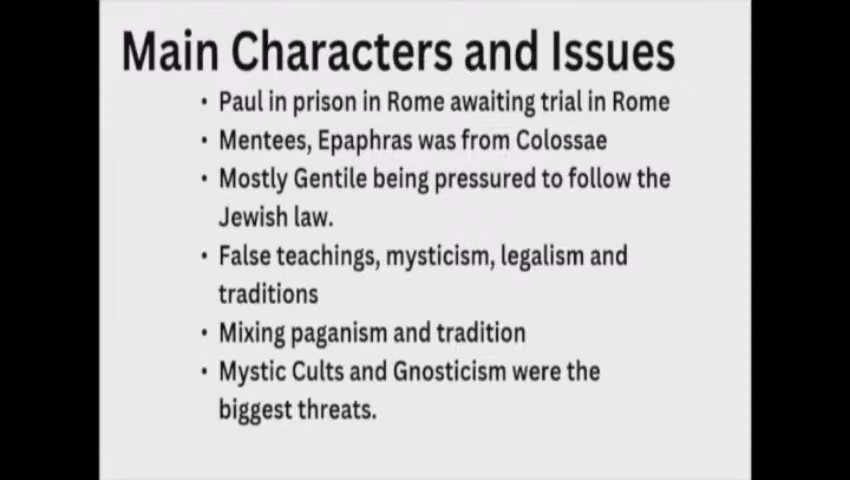 Main Characters and Issues
• Paul in prison in Rome awaiting trial in Rome
• Mentees, Epaphras was from Colossae
• Mostly Gentile being pressured to follow the
Jewish law.
• False teachings, mysticism, legalism and
traditions
• Mixing paganism and tradition
• Mystic Cults and Gnosticism were the
biggest threats.